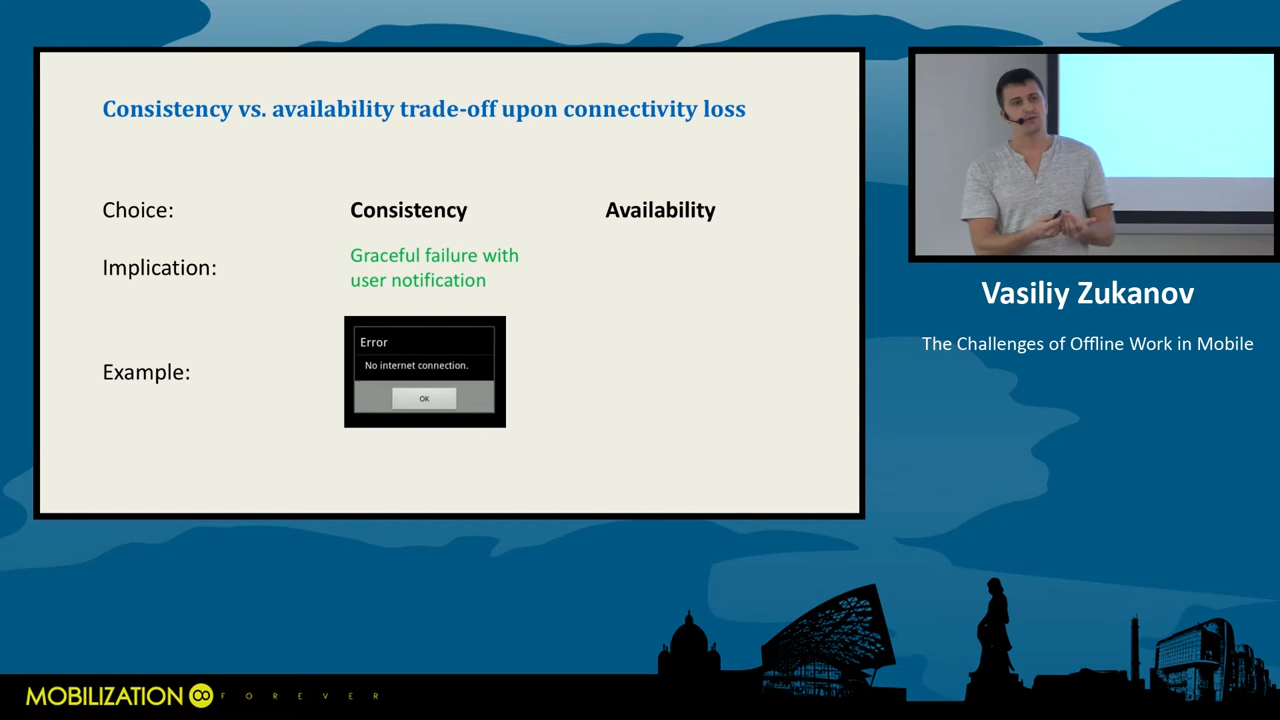 Consistency vs. availability trade-off upon connectivity loss
Choice:
Consistency
Availability
Implication:
Graceful failure with
user notification
Example:
Error
No internet connection.
OK
Vasiliy Zukanov
The Challenges of Offline Work in Mobile
MOBILIZATION
FOREVER